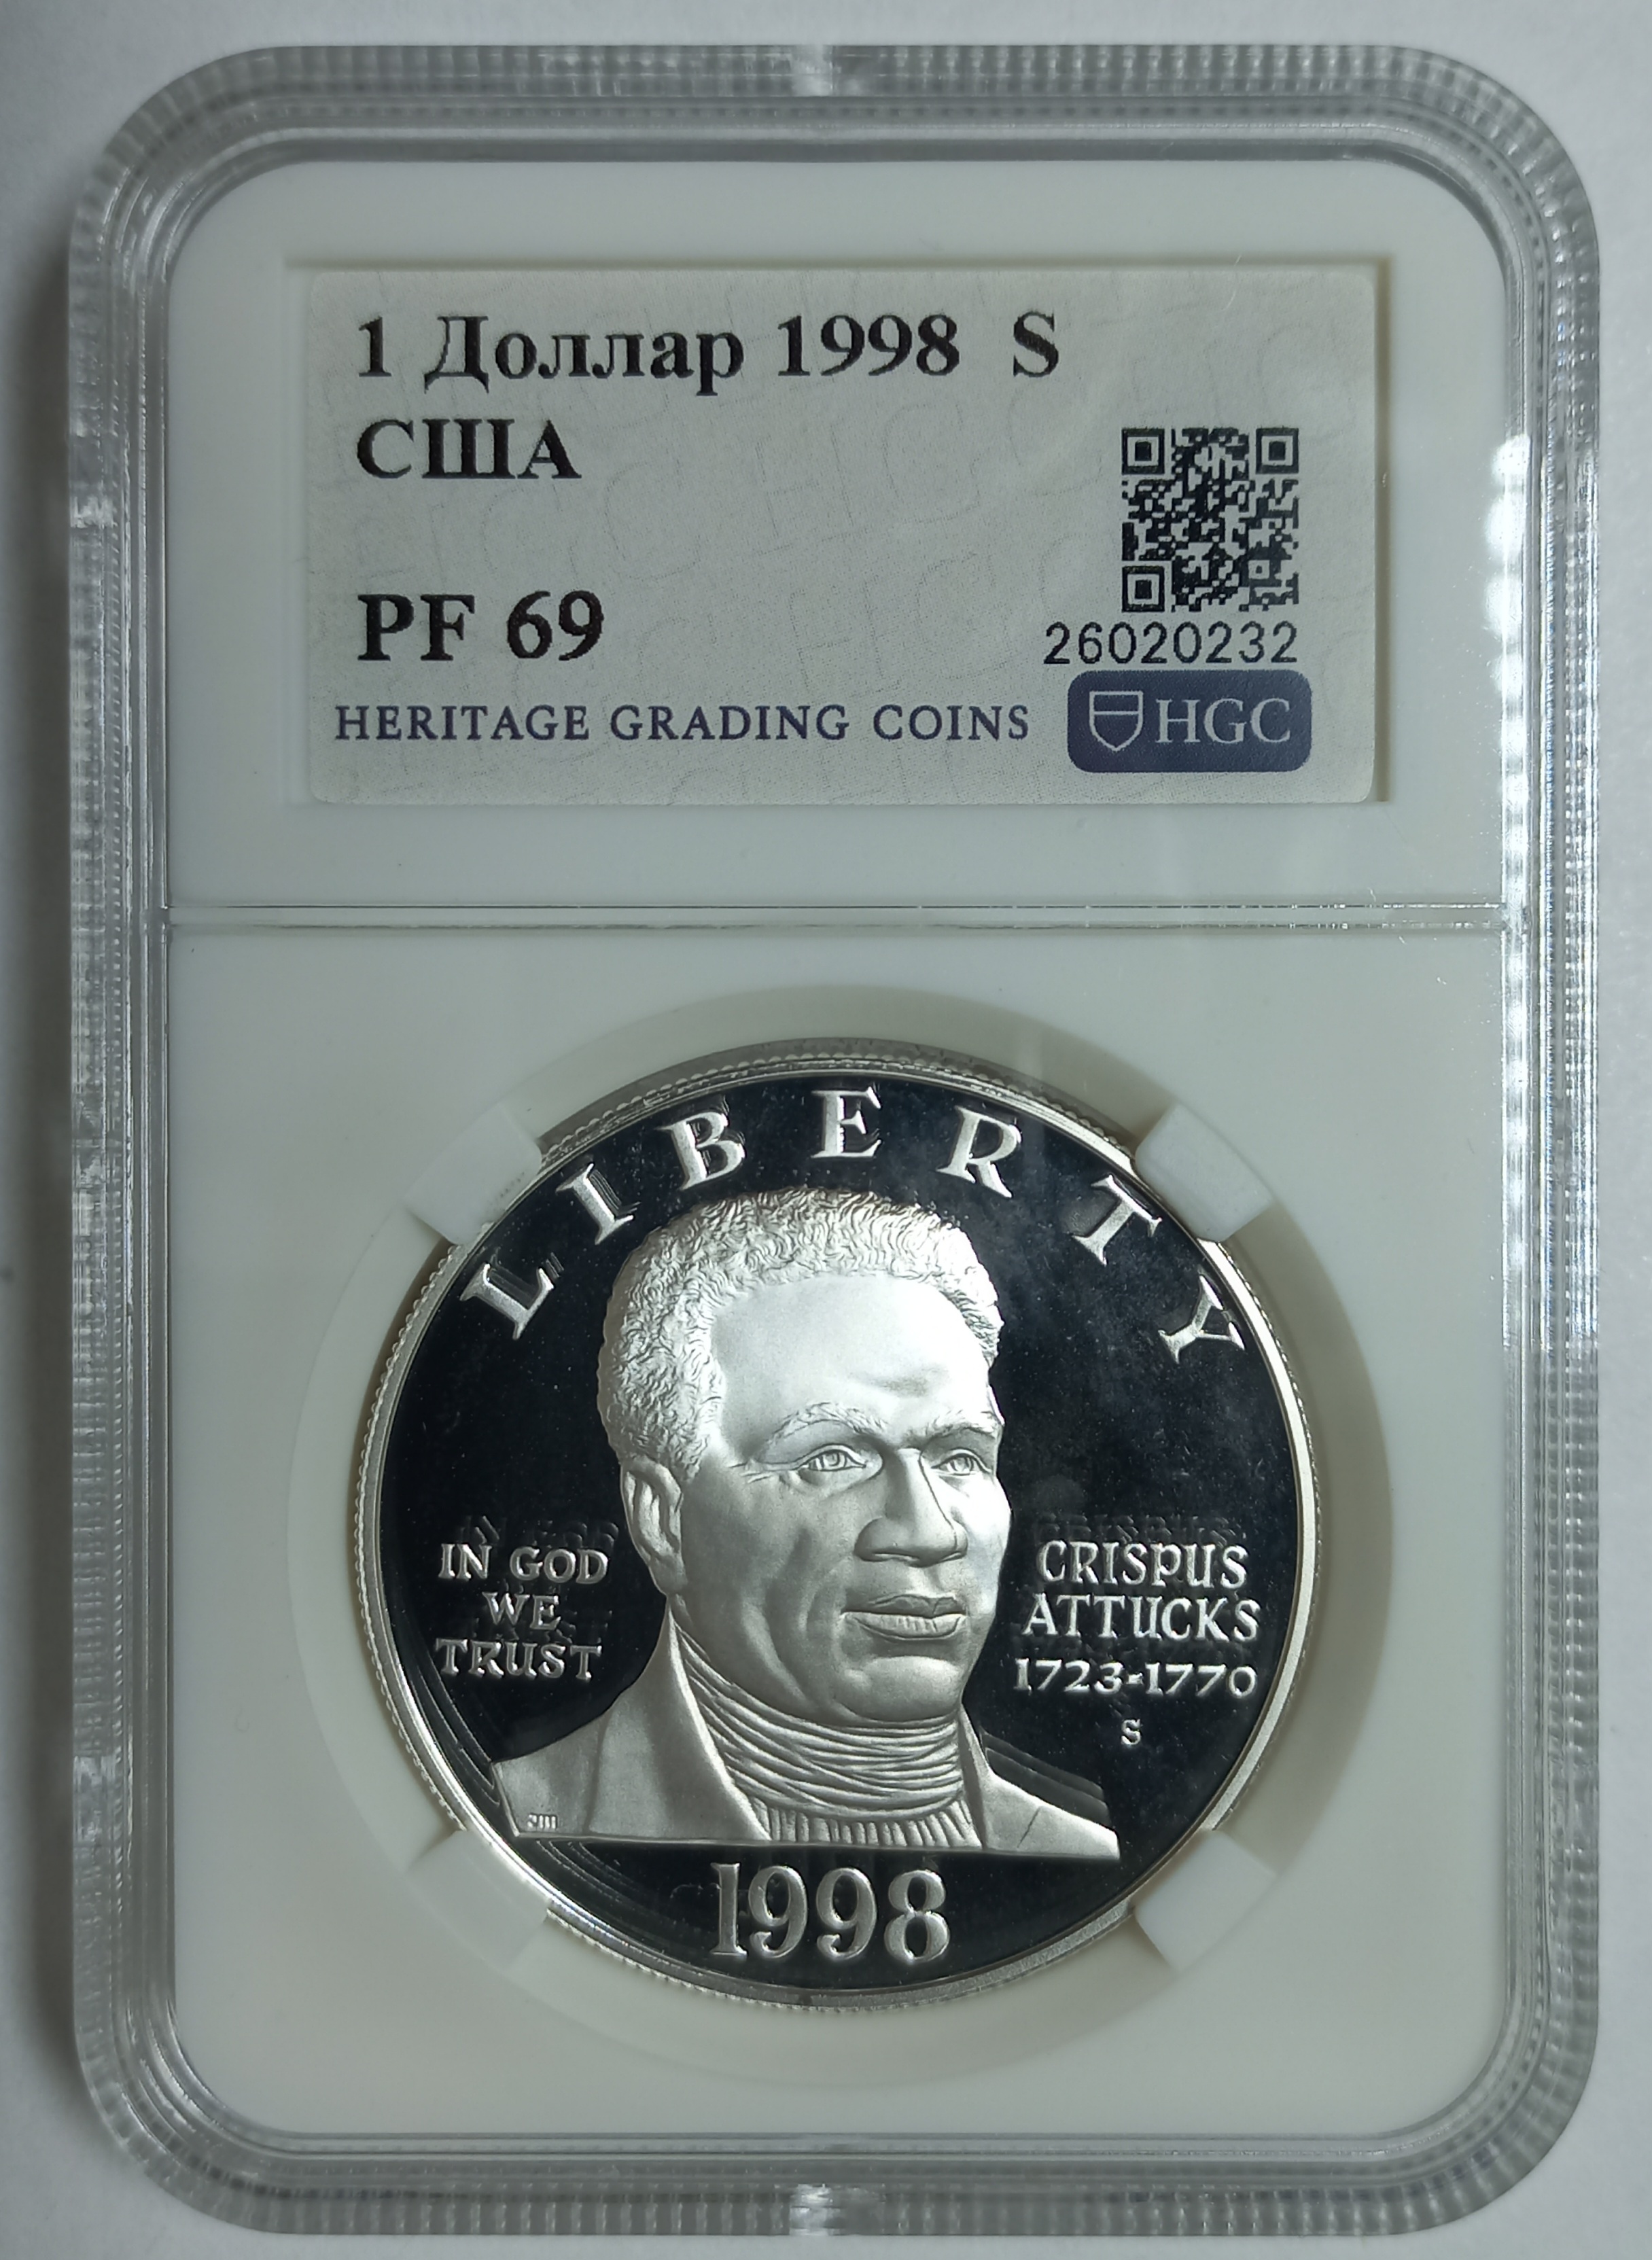 1 Доллар 1998 S
США
PF 69
26020232
HERITAGE GRADING COINS HGC
LIBERTY
IN GOD
WE
TRUST
CRISPUS
ATTUCKS
1723-1770
S
1998